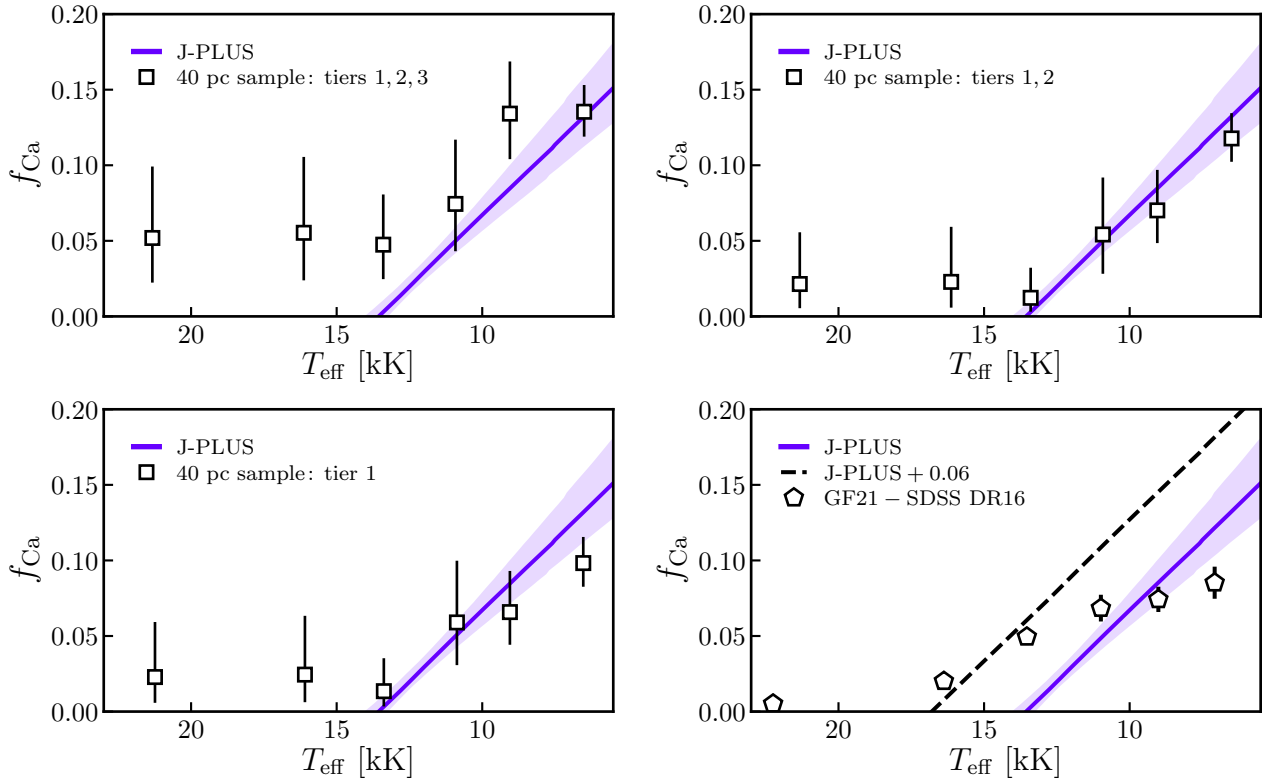 0.20
0.15
0.10
0.05
0.00
f_Ca
J-PLUS
40 pc sample: tiers 1, 2, 3
20
15
10
T_eff [kK]
0.20
0.15
0.10
0.05
0.00
f_Ca
J-PLUS
40 pc sample: tiers 1, 2
20
15
10
T_eff [kK]
0.20
0.15
0.10
0.05
0.00
f_Ca
J-PLUS
40 pc sample: tier 1
20
15
10
T_eff [kK]
0.20
0.15
0.10
0.05
0.00
f_Ca
J-PLUS
J-PLUS + 0.06
GF21 − SDSS DR16
20
15
10
T_eff [kK]